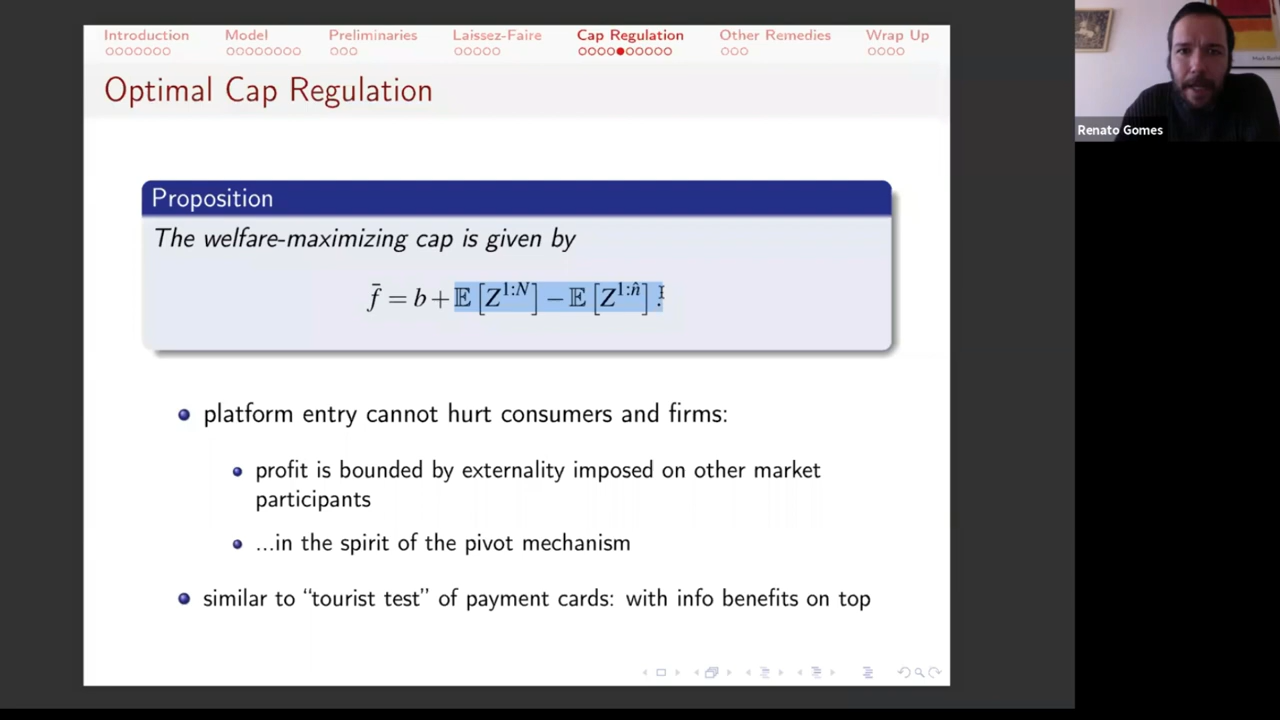 Introduction Model Preliminaries Laissez-Faire Cap Regulation Other Remedies Wrap Up
Optimal Cap Regulation
Proposition
The welfare-maximizing cap is given by
f̄ = b + 𝔼 [Z^{1:N}] − 𝔼 [Z^{1:n̂}] .
platform entry cannot hurt consumers and firms:
profit is bounded by externality imposed on other market
participants
...in the spirit of the pivot mechanism
similar to “tourist test” of payment cards: with info benefits on top
Renato Gomes